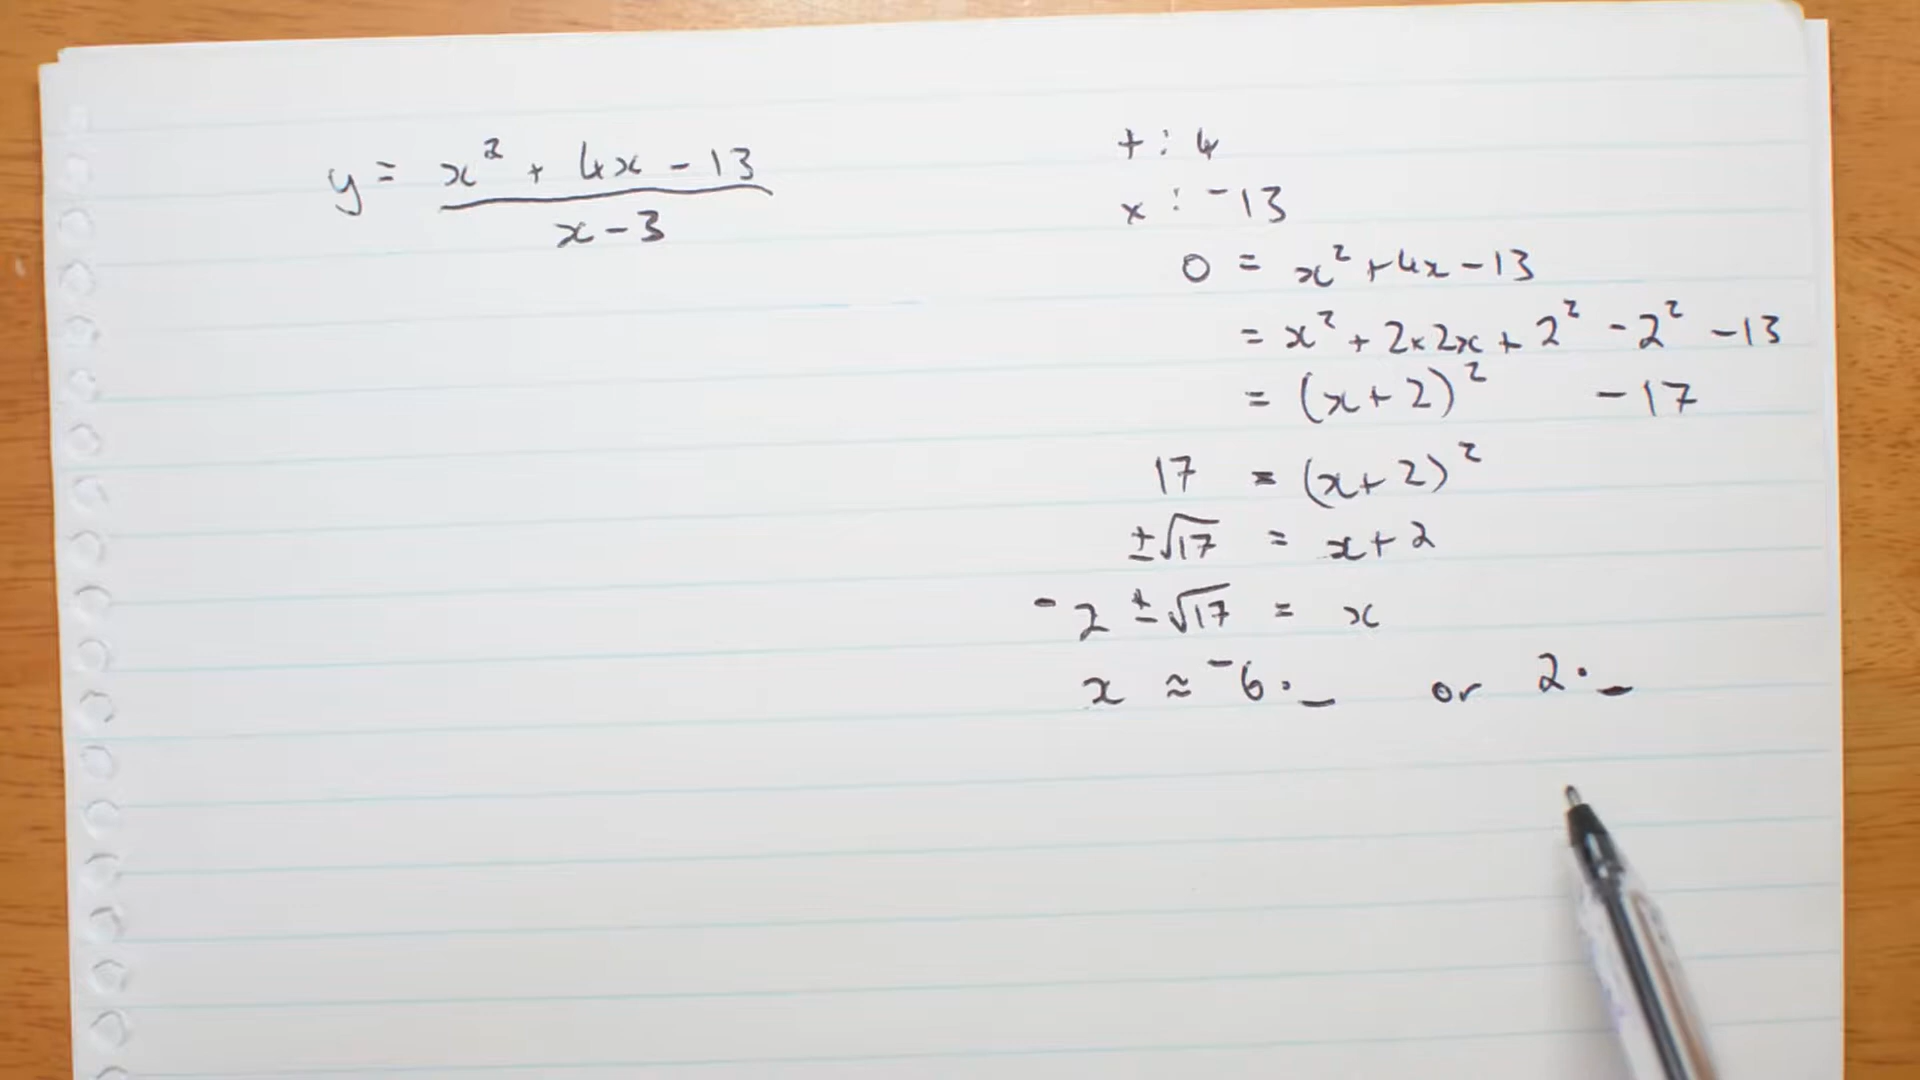 y = x² + 4x - 13
x - 3
+ : 4
× : ⁻13
0 = x² + 4x - 13
= x² + 2×2x + 2² - 2² - 13
= (x + 2)² - 17
17 = (x + 2)²
±√17 = x + 2
⁻2 ± √17 = x
x ≈ ⁻6._ or 2._